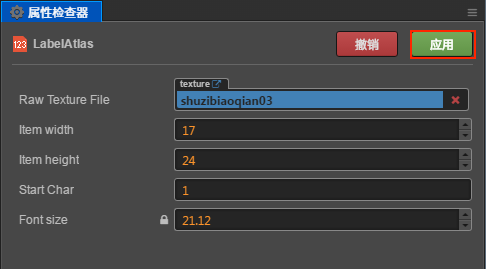 属性检查器
123 LabelAtlas 撤销 应用
texture
Raw Texture File shuzibiaoqian03
Item width 17
Item height 24
Start Char 1
Font size 21.12